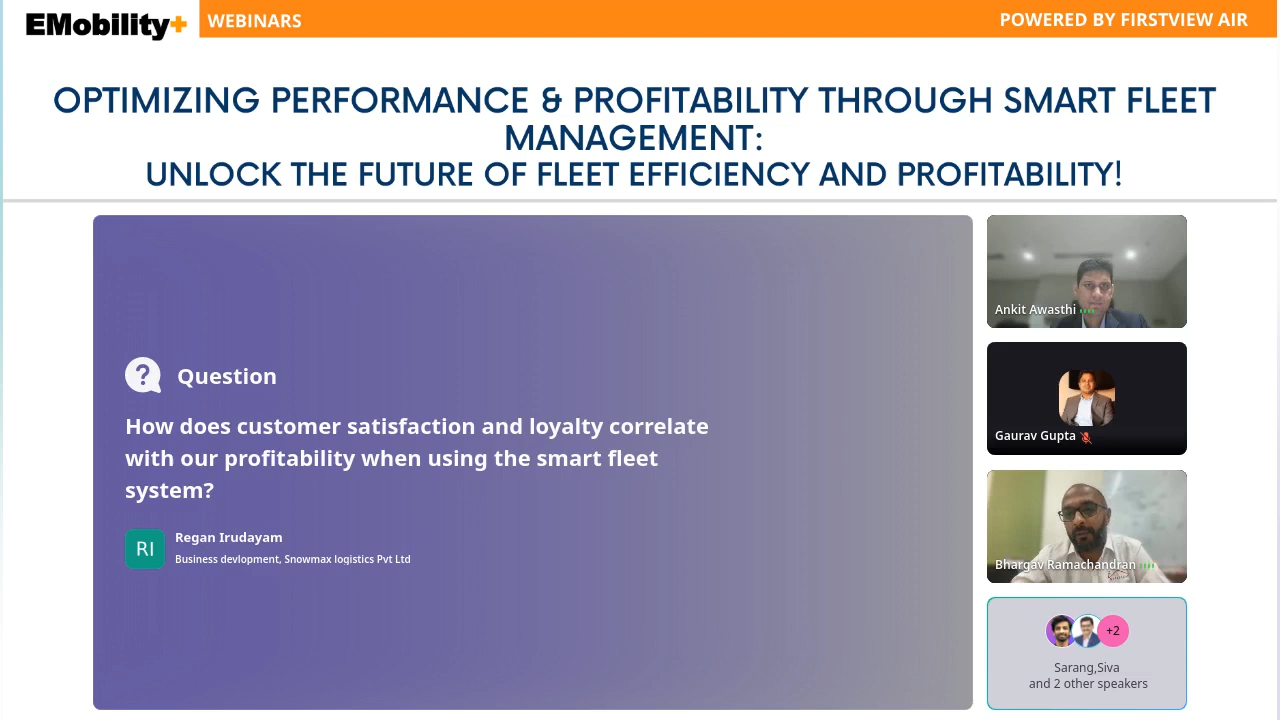 EMobility+
WEBINARS
POWERED BY FIRSTVIEW AIR
OPTIMIZING PERFORMANCE & PROFITABILITY THROUGH SMART FLEET
MANAGEMENT:
UNLOCK THE FUTURE OF FLEET EFFICIENCY AND PROFITABILITY!
Question
How does customer satisfaction and loyalty correlate
with our profitability when using the smart fleet
system?
RI
Regan Irudayam
Business devlopment, Snowmax logistics Pvt Ltd
Ankit Awasthi
Gaurav Gupta
Bhargav Ramachandran
+2
Sarang,Siva
and 2 other speakers